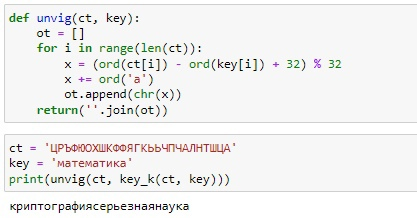 def unvig(ct, key):
ot = []
for i in range(len(ct)):
x = (ord(ct[i]) - ord(key[i]) + 32) % 32
x += ord('а')
ot.append(chr(x))
return(''.join(ot))
ct = 'ЦРЪФЮОХШКФФЯГКЬЬЧПЧАЛНТШЦА'
key = 'математика'
print(unvig(ct, key_k(ct, key)))
криптографиясерьезнаянаука